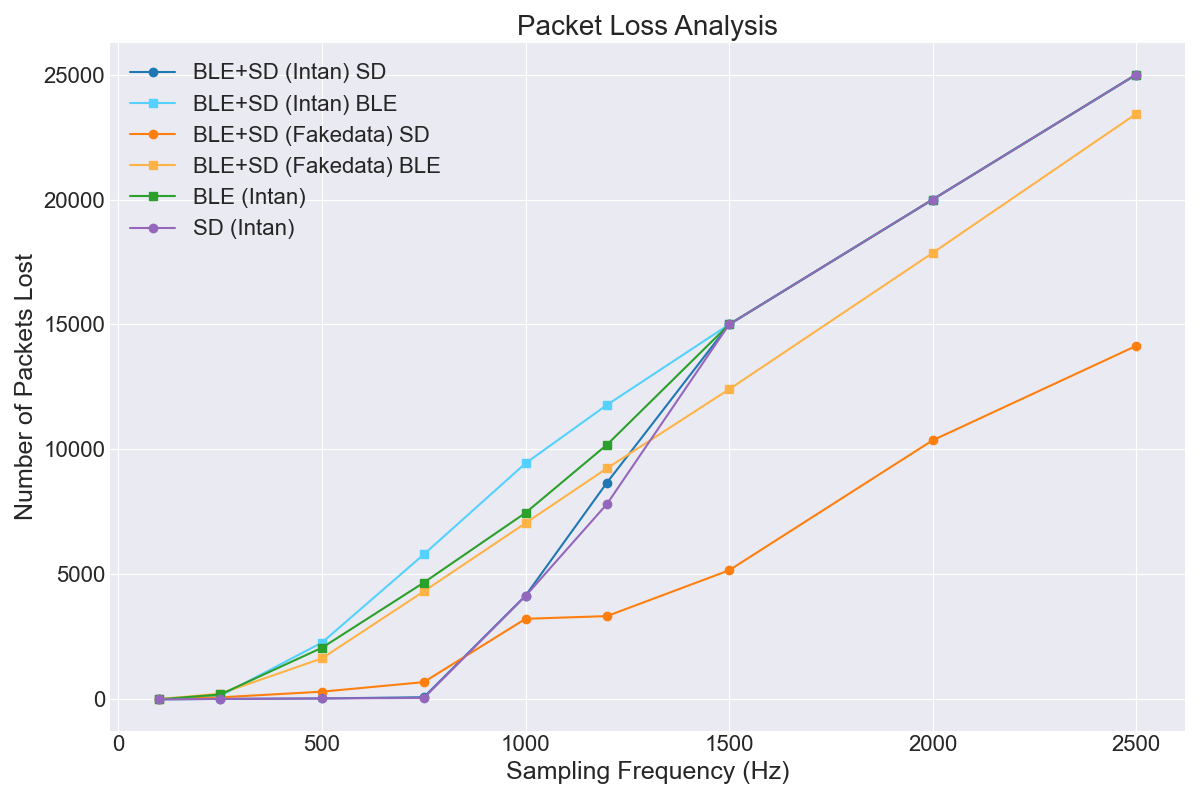 Packet Loss Analysis
BLE+SD (Intan) SD
BLE+SD (Intan) BLE
BLE+SD (Fakedata) SD
BLE+SD (Fakedata) BLE
BLE (Intan)
SD (Intan)
Number of Packets Lost
25000
20000
15000
10000
5000
0
0 500 1000 1500 2000 2500
Sampling Frequency (Hz)